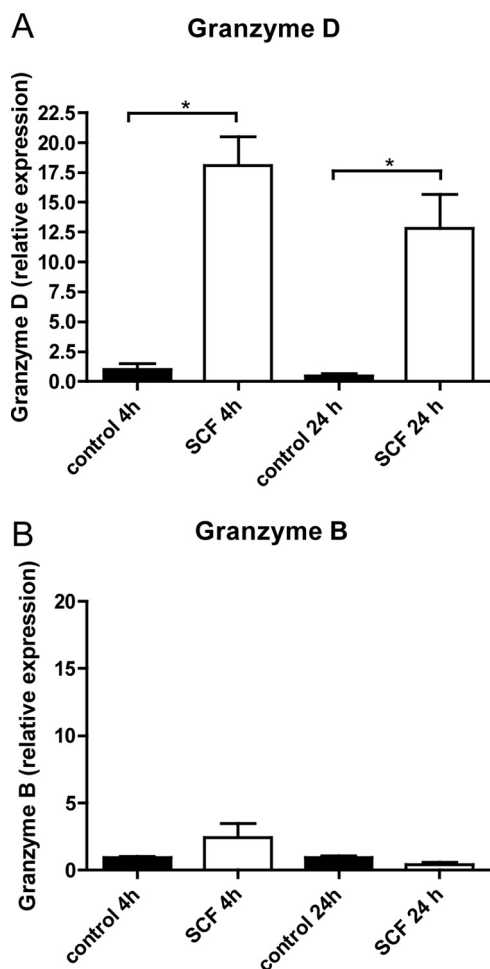 A
Granzyme D
Granzyme D (relative expression)
22.5
20.0
17.5
15.0
12.5
10.0
7.5
5.0
2.5
0.0
*
*
control 4h
SCF 4h
control 24 h
SCF 24 h
B
Granzyme B
Granzyme B (relative expression)
20
15
10
5
0
control 4h
SCF 4h
control 24h
SCF 24 h